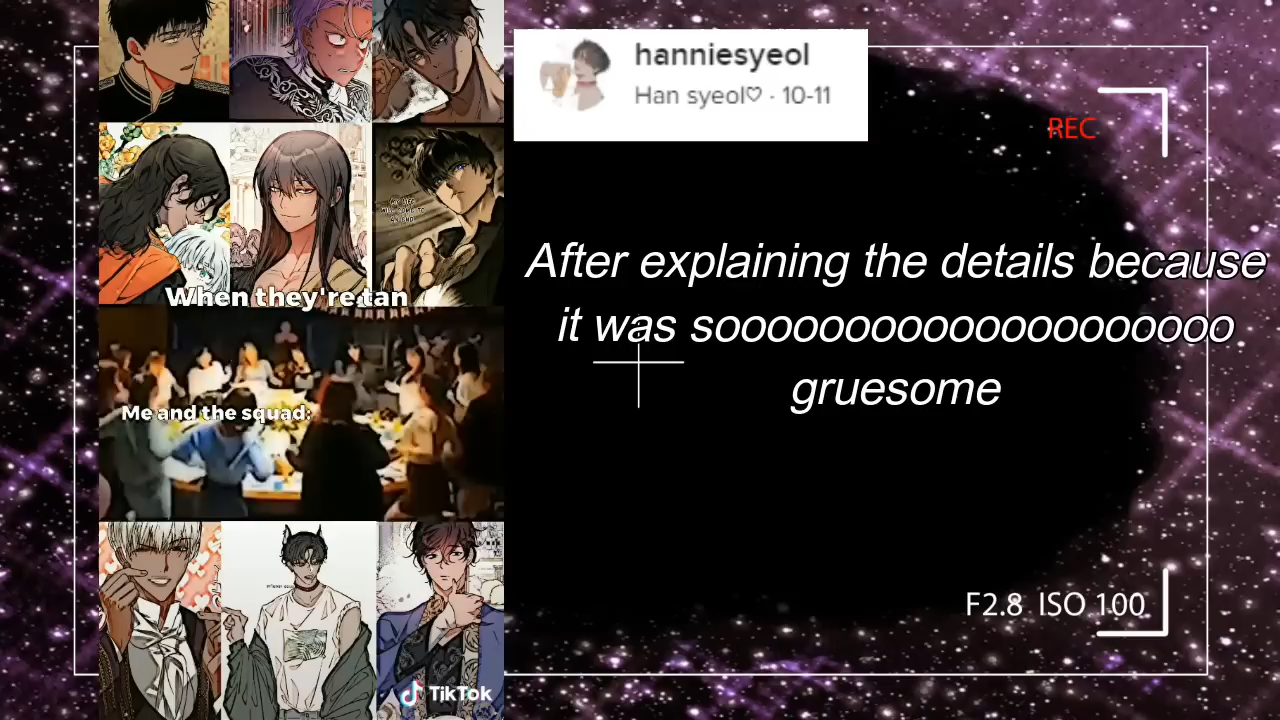 hanniesyeol
Han syeol♡ · 10-11
REC
After explaining the details because
it was soooooooooooooooooooo
gruesome
When they're tan
Me and the squad:
TikTok
F2.8 ISO 100